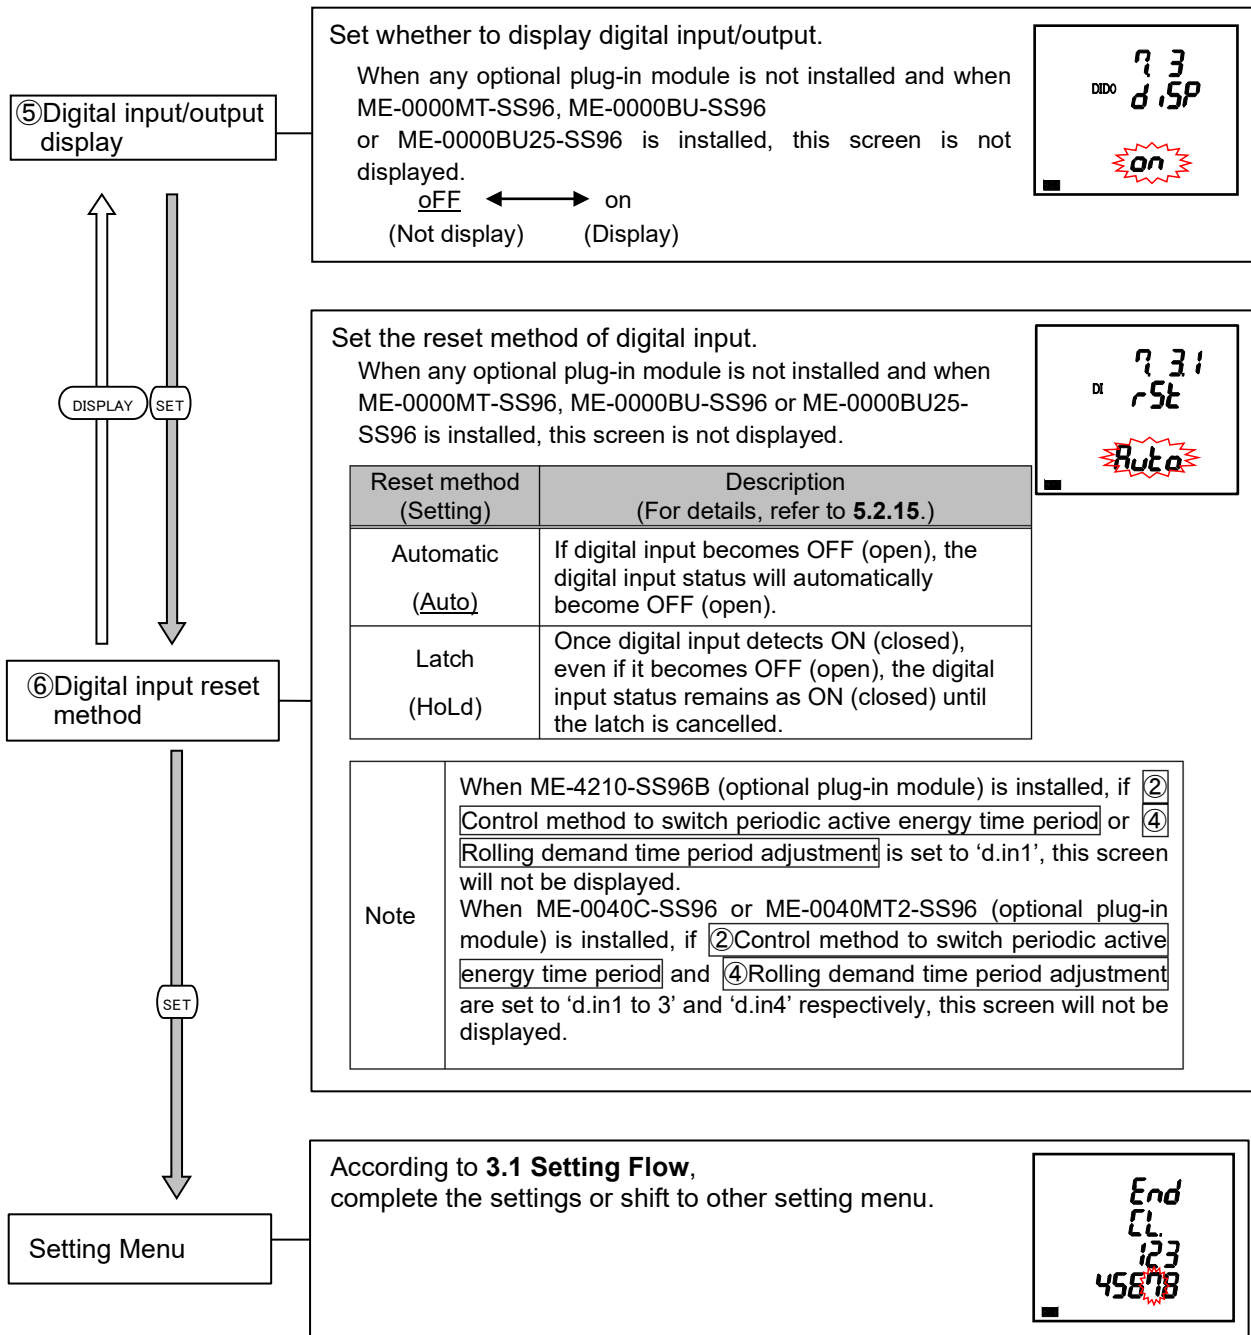 ⑤Digital input/output
display
Set whether to display digital input/output.
When any optional plug-in module is not installed and when
ME-0000MT-SS96, ME-0000BU-SS96
or ME-0000BU25-SS96 is installed, this screen is not
displayed.
oFF on
(Not display) (Display)
7. 3
DIDO diSP
on
DISPLAY
SET
⑥Digital input reset
method
Set the reset method of digital input.
When any optional plug-in module is not installed and when
ME-0000MT-SS96, ME-0000BU-SS96 or ME-0000BU25-
SS96 is installed, this screen is not displayed.
7. 3.1
DI rSt
Auto
Reset method
(Setting)
Description
(For details, refer to 5.2.15.)
Automatic
(Auto)
If digital input becomes OFF (open), the
digital input status will automatically
become OFF (open).
Latch
(HoLd)
Once digital input detects ON (closed),
even if it becomes OFF (open), the digital
input status remains as ON (closed) until
the latch is cancelled.
Note
When ME-4210-SS96B (optional plug-in module) is installed, if ②
Control method to switch periodic active energy time period or ④
Rolling demand time period adjustment is set to ‘d.in1’, this screen
will not be displayed.
When ME-0040C-SS96 or ME-0040MT2-SS96 (optional plug-in
module) is installed, if ②Control method to switch periodic active
energy time period and ④Rolling demand time period adjustment
are set to ‘d.in1 to 3’ and ‘d.in4’ respectively, this screen will not be
displayed.
SET
Setting Menu
According to 3.1 Setting Flow,
complete the settings or shift to other setting menu.
End
CL.
123
45678